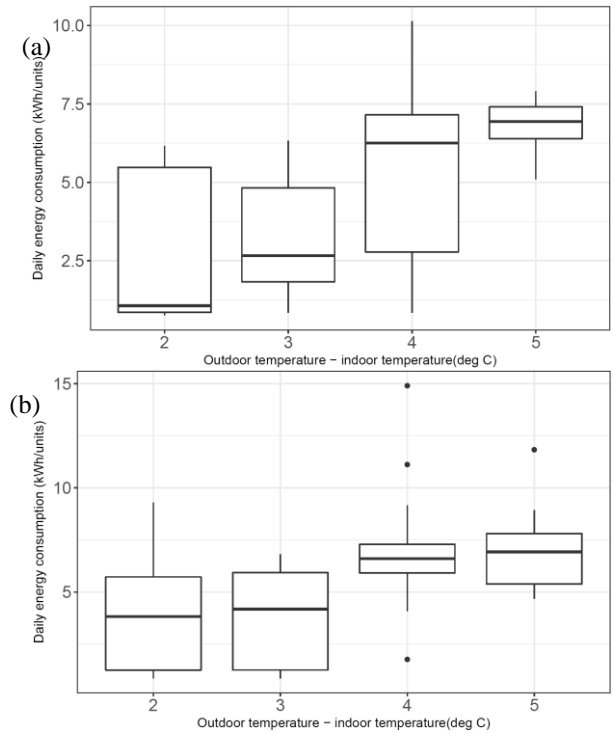 (a)
Daily energy consumption (kWh/units)
10.0
7.5
5.0
2.5
2 3 4 5
Outdoor temperature − indoor temperature(deg C)
(b)
Daily energy consumption (kWh/units)
15
10
5
2 3 4 5
Outdoor temperature − indoor temperature(deg C)